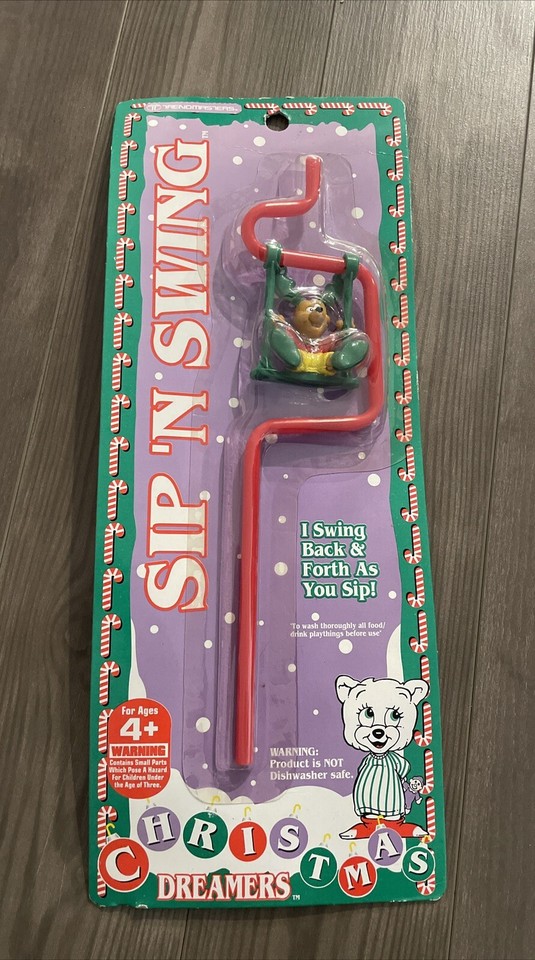 TRENDMASTERS
SIP 'N SWING™
I Swing
Back &
Forth As
You Sip!
"To wash thoroughly all food/
drink playthings before use"
For Ages
4+
WARNING
Contains Small Parts
Which Pose A Hazard
For Children Under
the Age of Three.
WARNING:
Product is NOT
Dishwasher safe.
CHRISTMAS
DREAMERS™